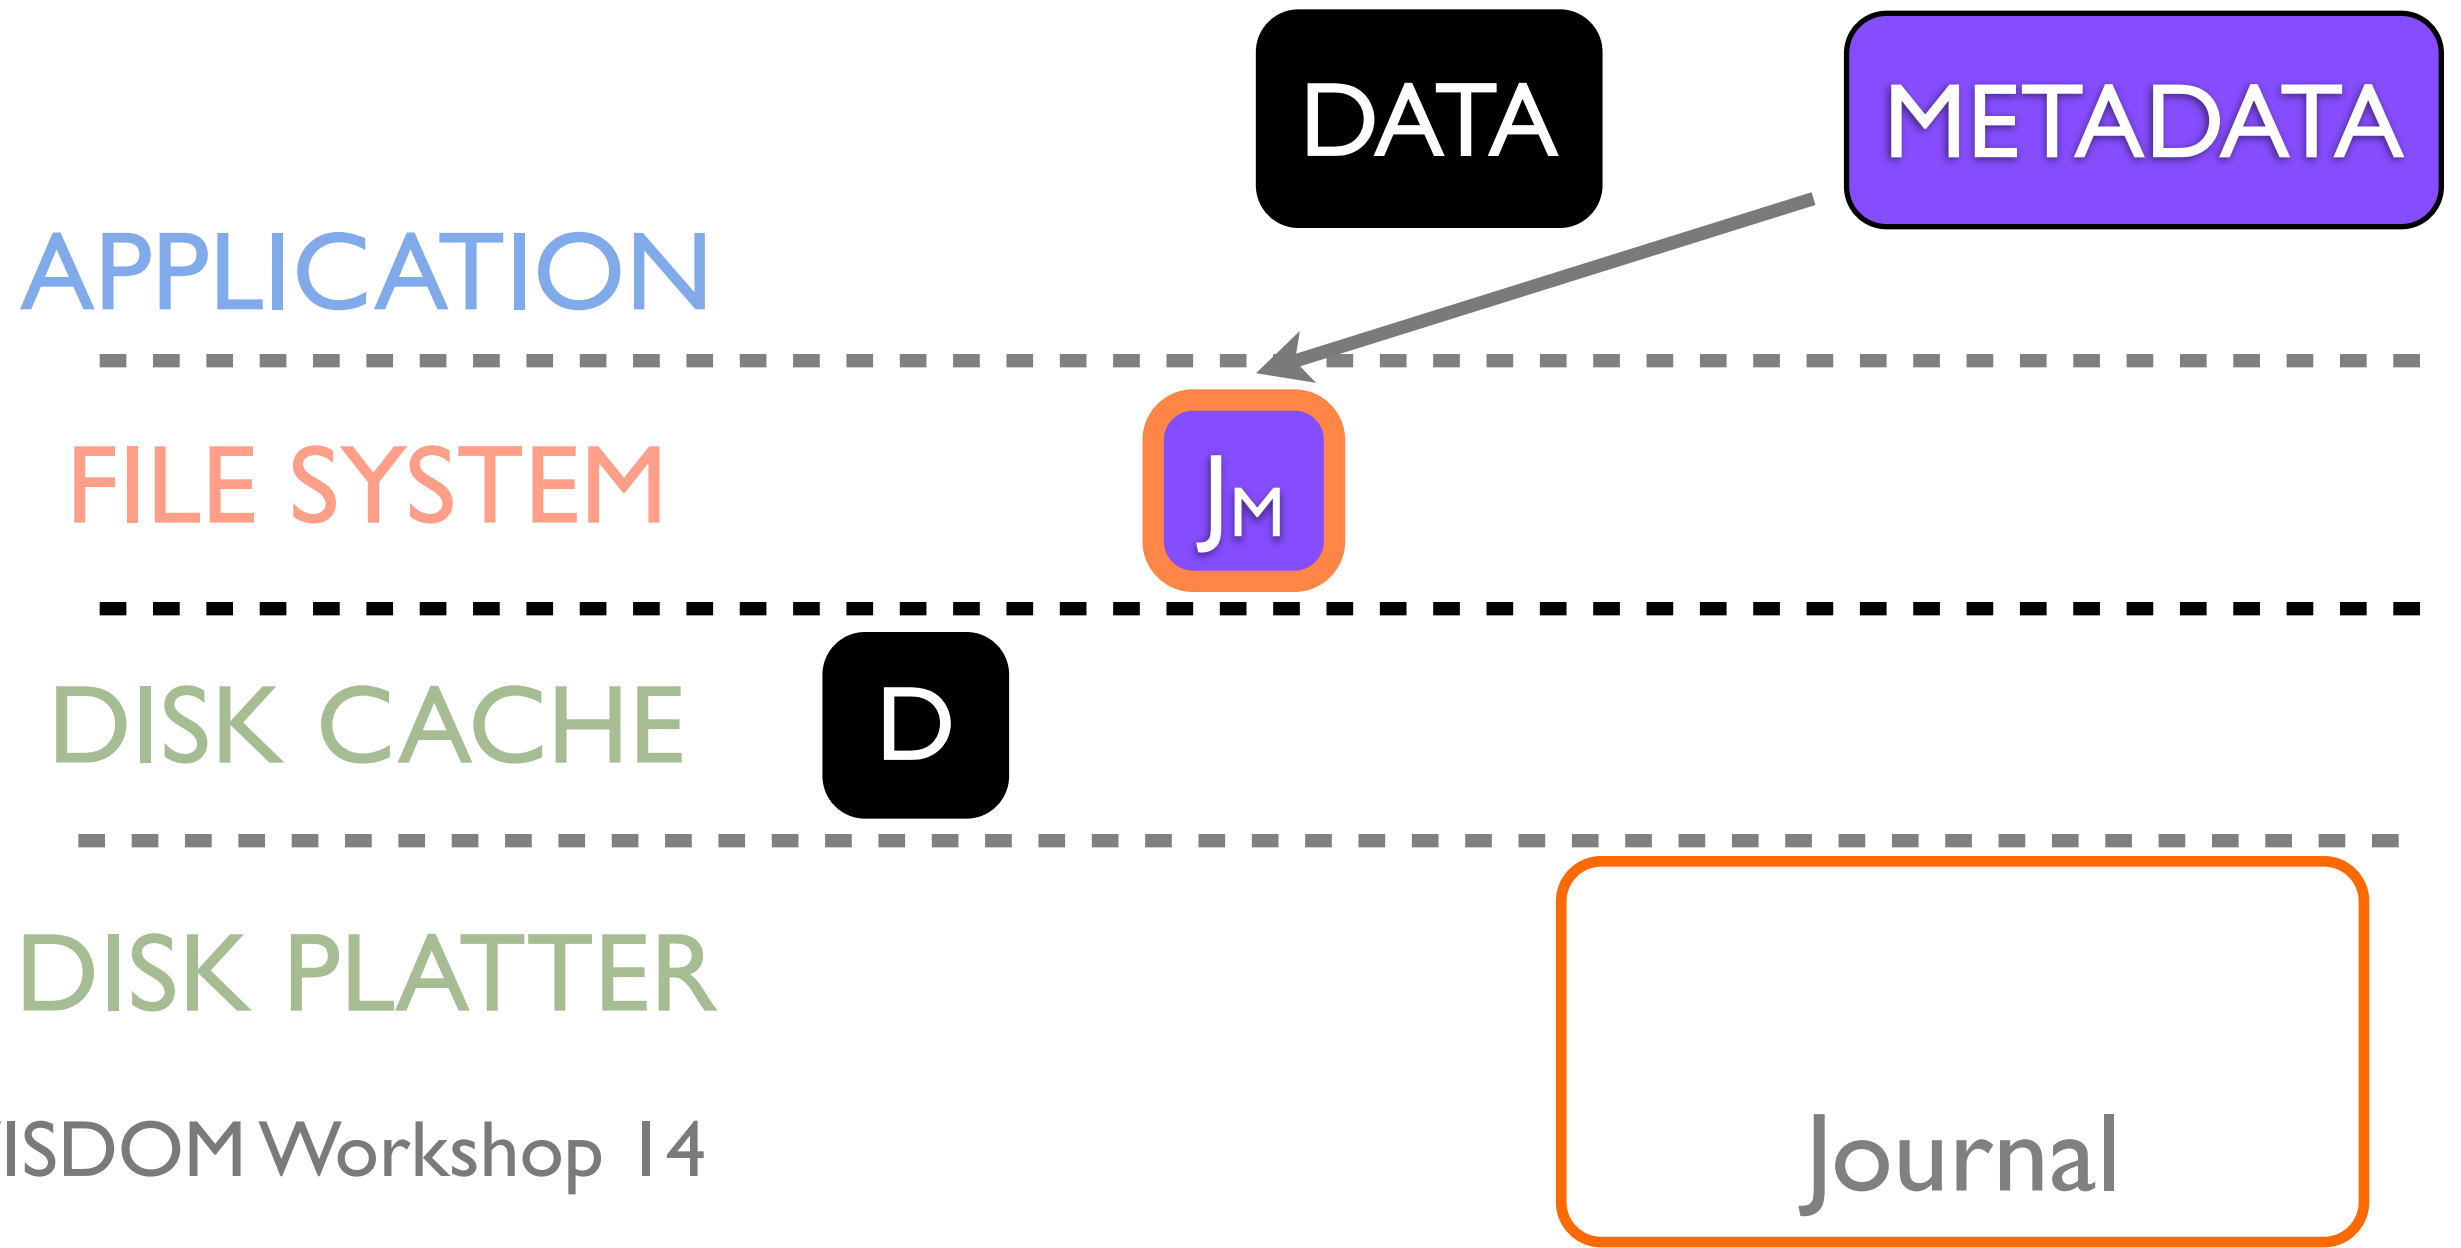 DATA
METADATA
APPLICATION
FILE SYSTEM
JM
DISK CACHE
D
DISK PLATTER
ISDOM Workshop 14
Journal